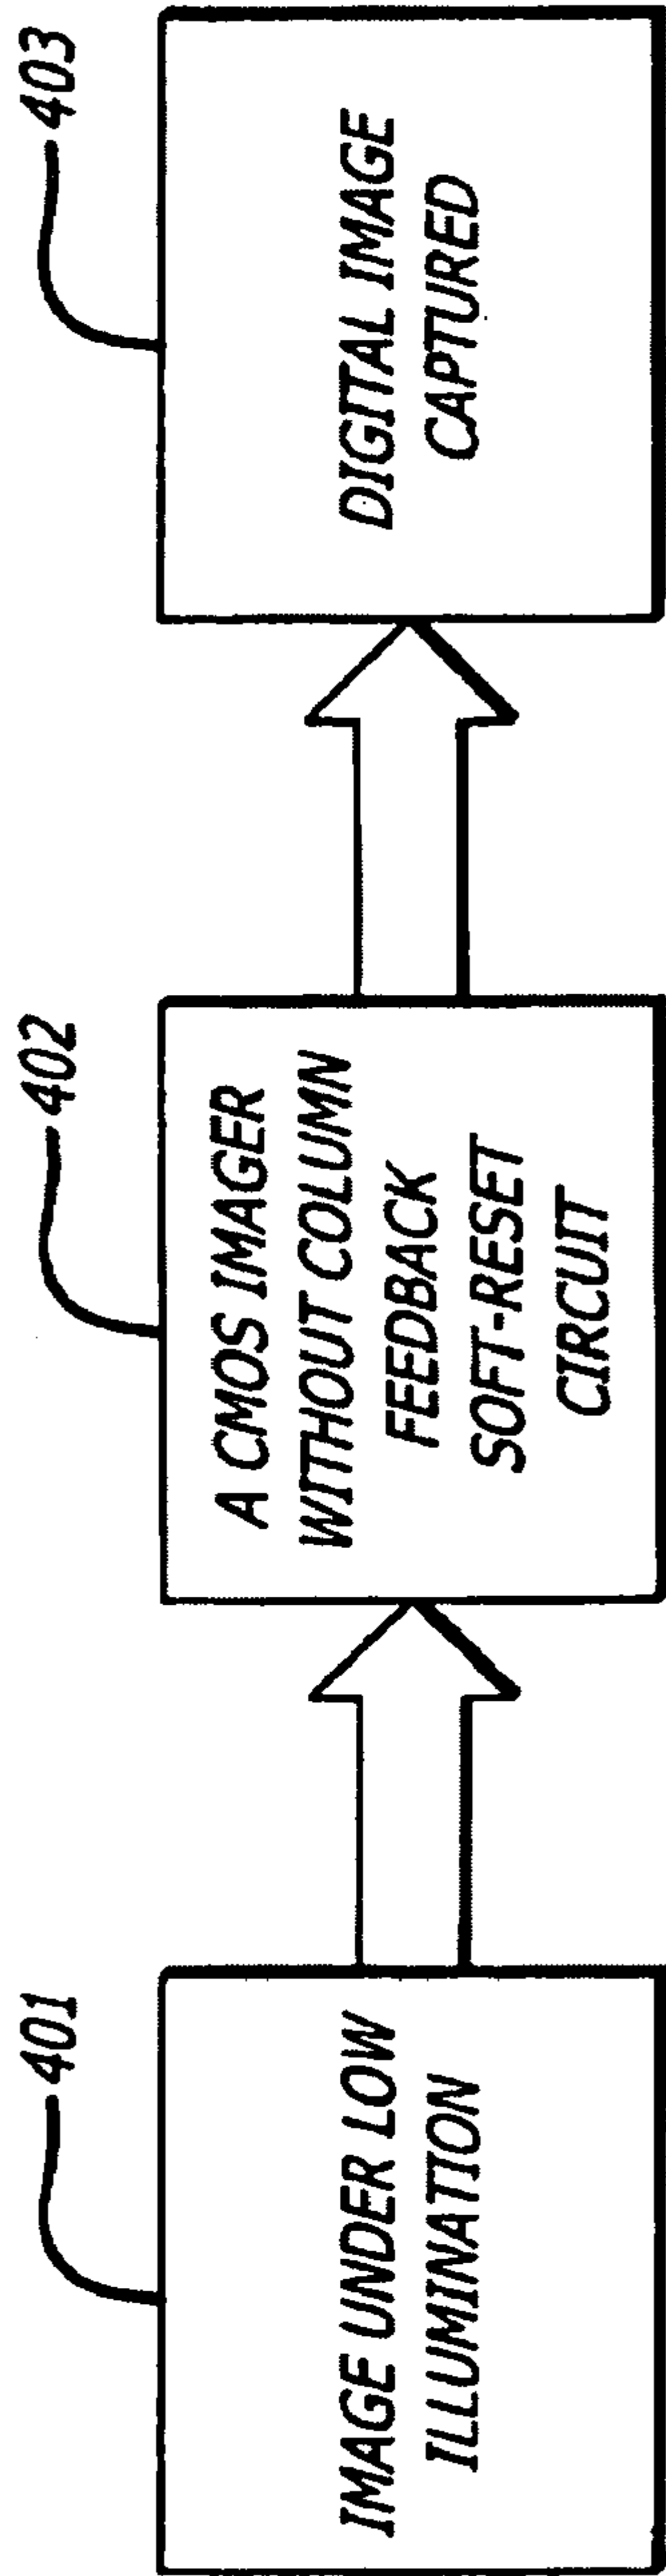 401
IMAGE UNDER LOW
ILLUMINATION
402
A CMOS IMAGER
WITHOUT COLUMN
FEEDBACK
SOFT-RESET
CIRCUIT
403
DIGITAL IMAGE
CAPTURED